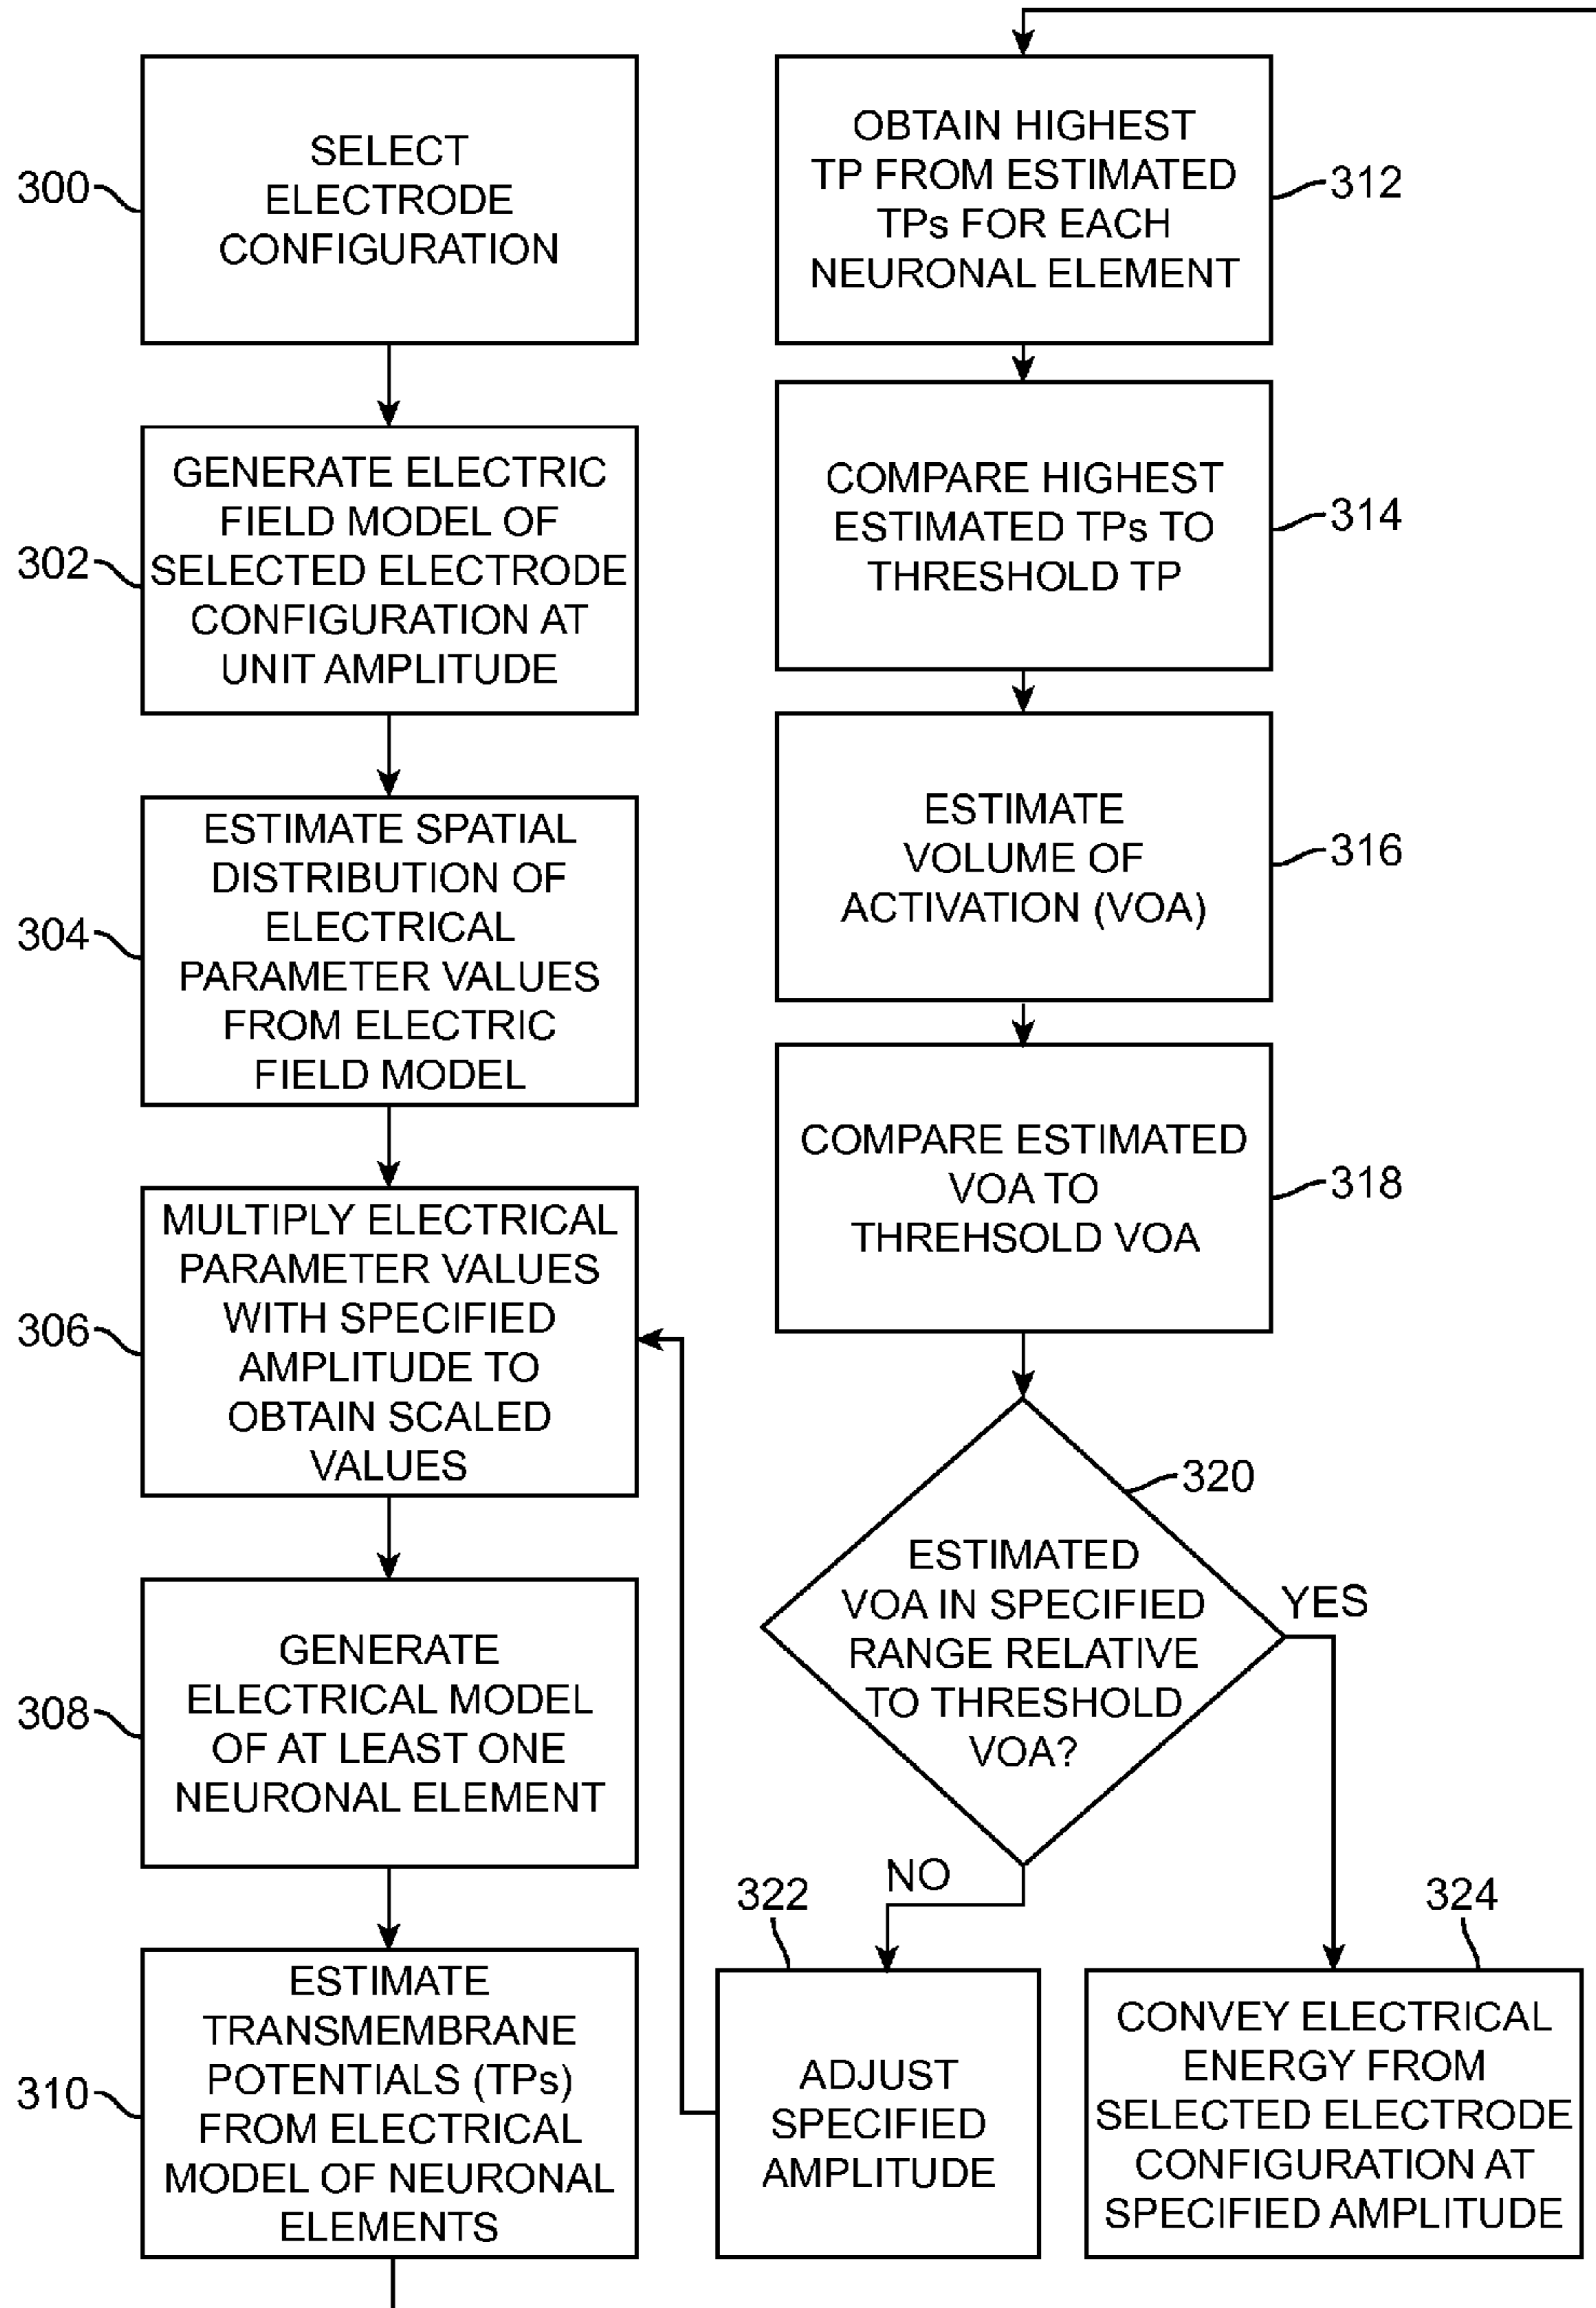 300
SELECT
ELECTRODE
CONFIGURATION
302
GENERATE ELECTRIC
FIELD MODEL OF
SELECTED ELECTRODE
CONFIGURATION AT
UNIT AMPLITUDE
304
ESTIMATE SPATIAL
DISTRIBUTION OF
ELECTRICAL
PARAMETER VALUES
FROM ELECTRIC
FIELD MODEL
306
MULTIPLY ELECTRICAL
PARAMETER VALUES
WITH SPECIFIED
AMPLITUDE TO
OBTAIN SCALED
VALUES
308
GENERATE
ELECTRICAL MODEL
OF AT LEAST ONE
NEURONAL ELEMENT
310
ESTIMATE
TRANSMEMBRANE
POTENTIALS (TPs)
FROM ELECTRICAL
MODEL OF NEURONAL
ELEMENTS
312
OBTAIN HIGHEST
TP FROM ESTIMATED
TPs FOR EACH
NEURONAL ELEMENT
314
COMPARE HIGHEST
ESTIMATED TPs TO
THRESHOLD TP
316
ESTIMATE
VOLUME OF
ACTIVATION (VOA)
318
COMPARE ESTIMATED
VOA TO
THREHSOLD VOA
320
ESTIMATED
VOA IN SPECIFIED
RANGE RELATIVE
TO THRESHOLD
VOA?
YES
NO
322
ADJUST
SPECIFIED
AMPLITUDE
324
CONVEY ELECTRICAL
ENERGY FROM
SELECTED ELECTRODE
CONFIGURATION AT
SPECIFIED AMPLITUDE